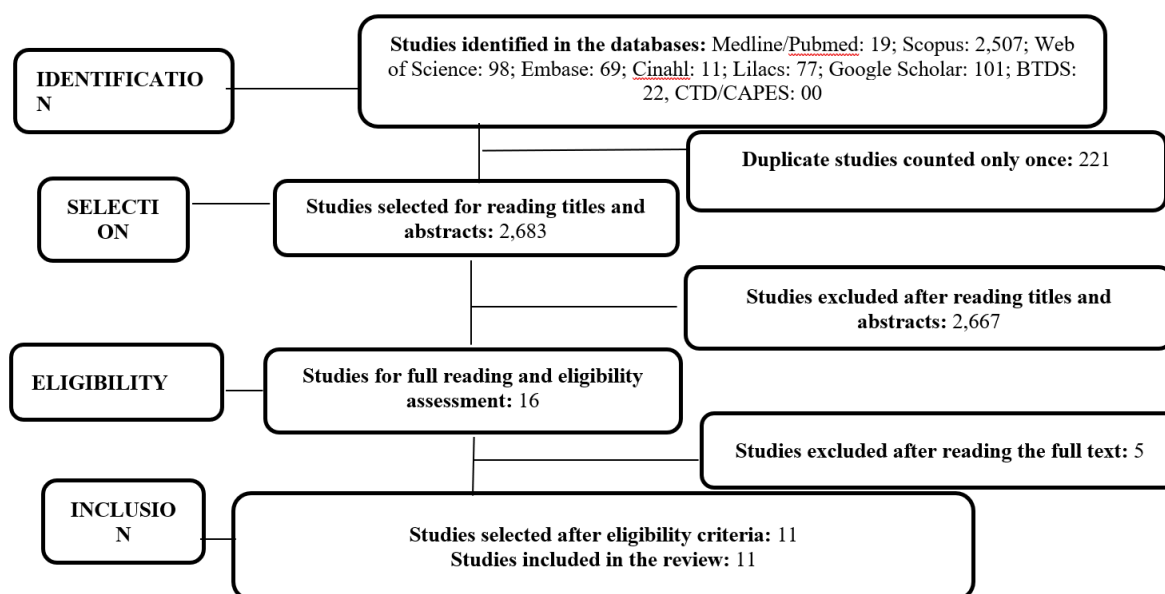 IDENTIFICATIO
N
Studies identified in the databases: Medline/Pubmed: 19; Scopus: 2,507; Web
of Science: 98; Embase: 69; Cinahl: 11; Lilacs: 77; Google Scholar: 101; BTDS:
22, CTD/CAPES: 00
Duplicate studies counted only once: 221
SELECTI
ON
Studies selected for reading titles and
abstracts: 2,683
Studies excluded after reading titles and
abstracts: 2,667
ELIGIBILITY
Studies for full reading and eligibility
assessment: 16
Studies excluded after reading the full text: 5
INCLUSIO
N
Studies selected after eligibility criteria: 11
Studies included in the review: 11